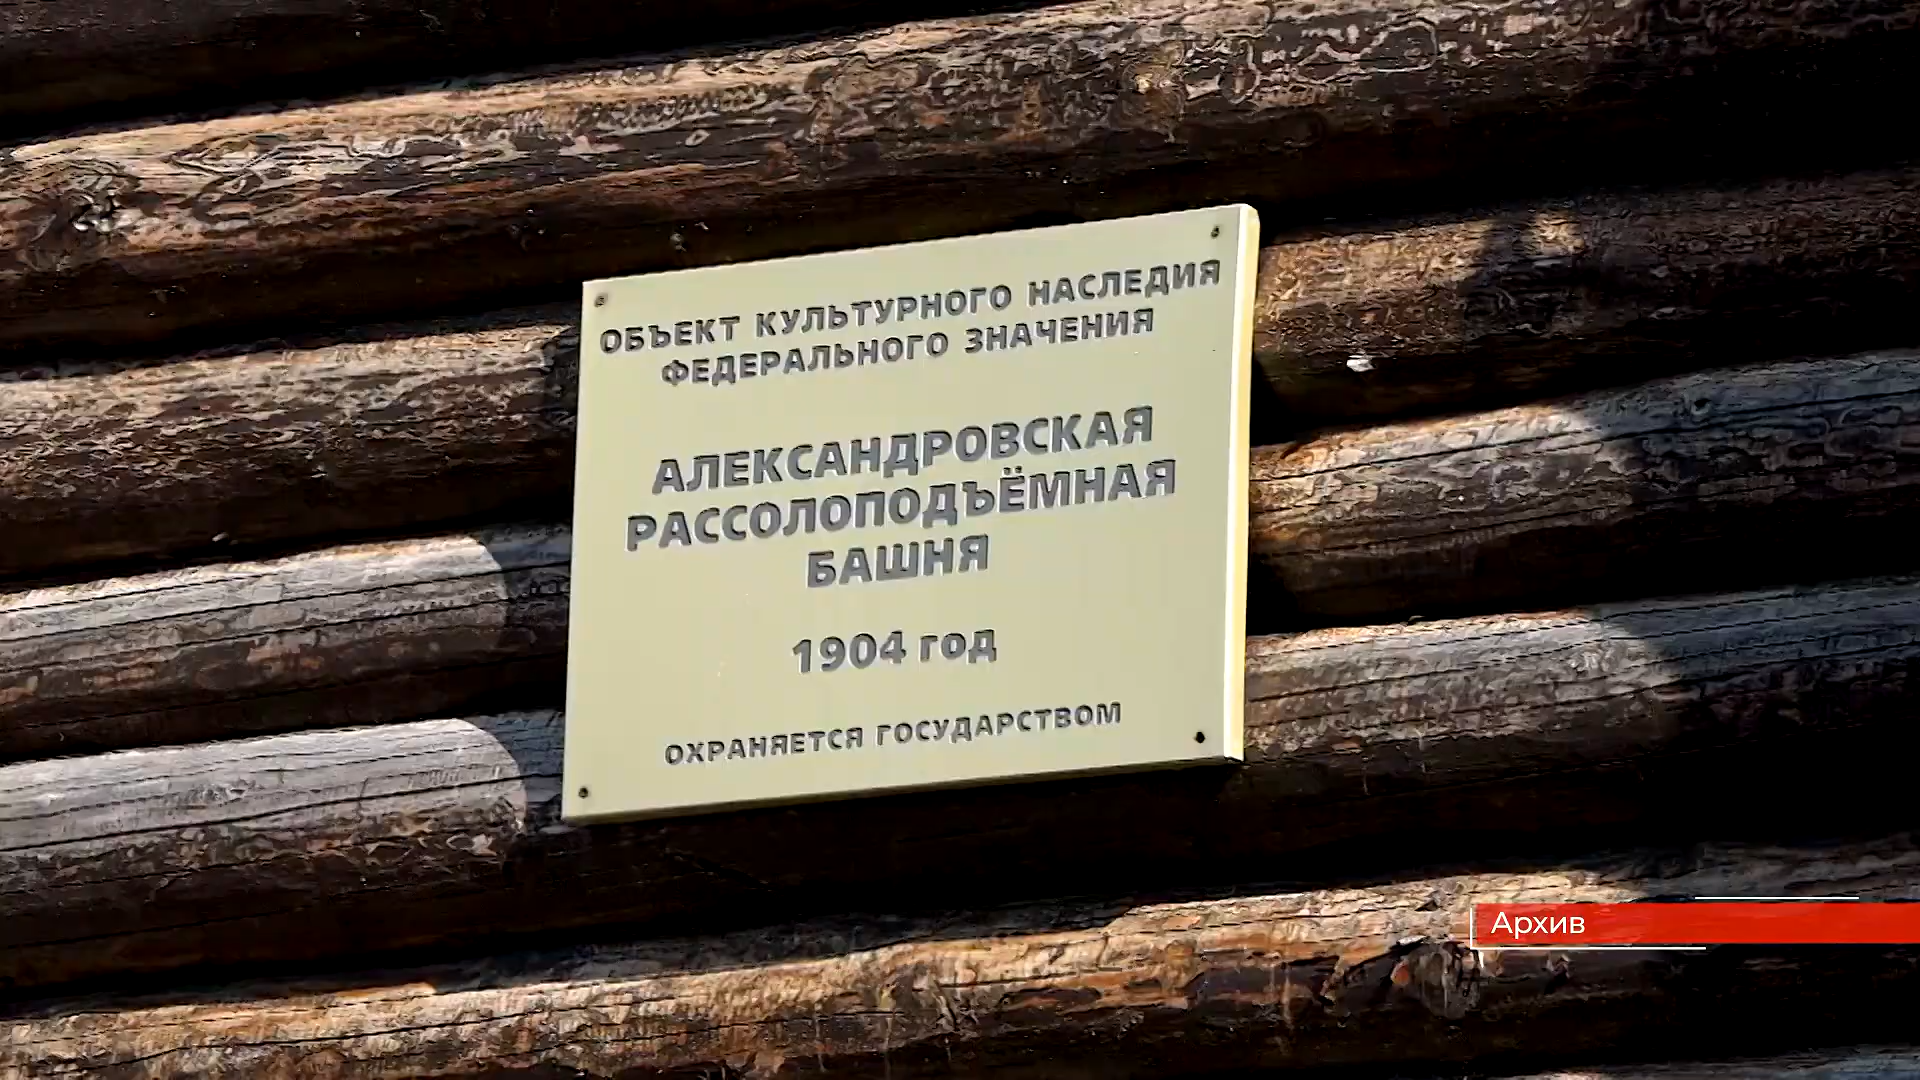 ОБЪЕКТ КУЛЬТУРНОГО НАСЛЕДИЯ
ФЕДЕРАЛЬНОГО ЗНАЧЕНИЯ
АЛЕКСАНДРОВСКАЯ
РАССОЛОПОДЪЁМНАЯ
БАШНЯ
1904 год
ОХРАНЯЕТСЯ ГОСУДАРСТВОМ
Архив